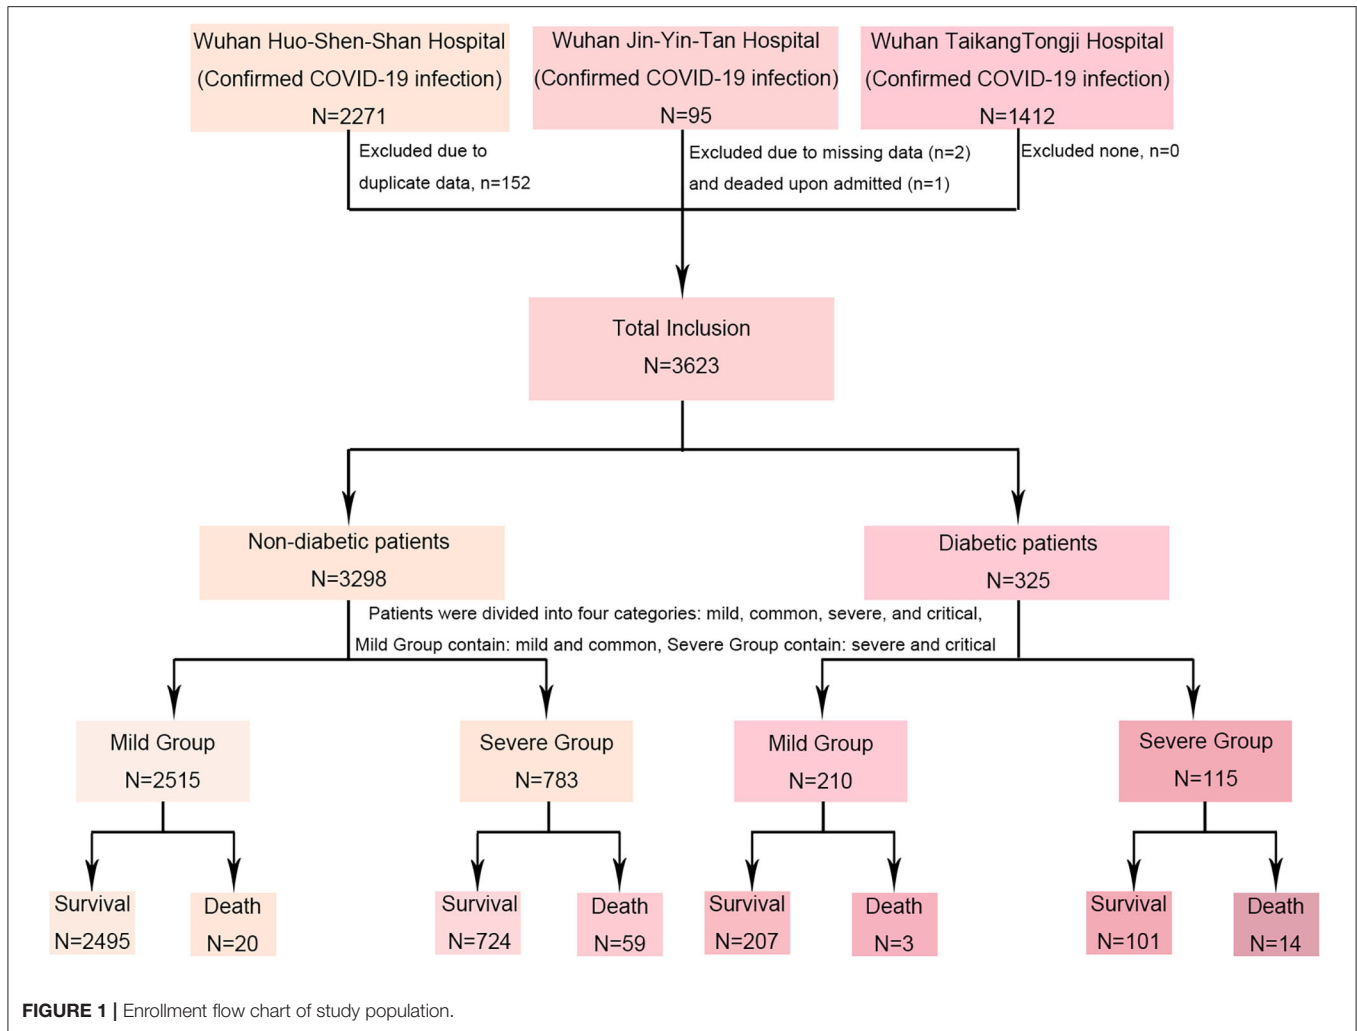 Wuhan Huo-Shen-Shan Hospital
(Confirmed COVID-19 infection)
N=2271
Wuhan Jin-Yin-Tan Hospital
(Confirmed COVID-19 infection)
N=95
Wuhan TaikangTongji Hospital
(Confirmed COVID-19 infection)
N=1412
Excluded due to
duplicate data, n=152
Excluded due to missing data (n=2)
and deaded upon admitted (n=1)
Excluded none, n=0
Total Inclusion
N=3623
Non-diabetic patients
N=3298
Diabetic patients
N=325
Patients were divided into four categories: mild, common, severe, and critical,
Mild Group contain: mild and common, Severe Group contain: severe and critical
Mild Group
N=2515
Severe Group
N=783
Mild Group
N=210
Severe Group
N=115
Survival
N=2495
Death
N=20
Survival
N=724
Death
N=59
Survival
N=207
Death
N=3
Survival
N=101
Death
N=14
FIGURE 1 | Enrollment flow chart of study population.